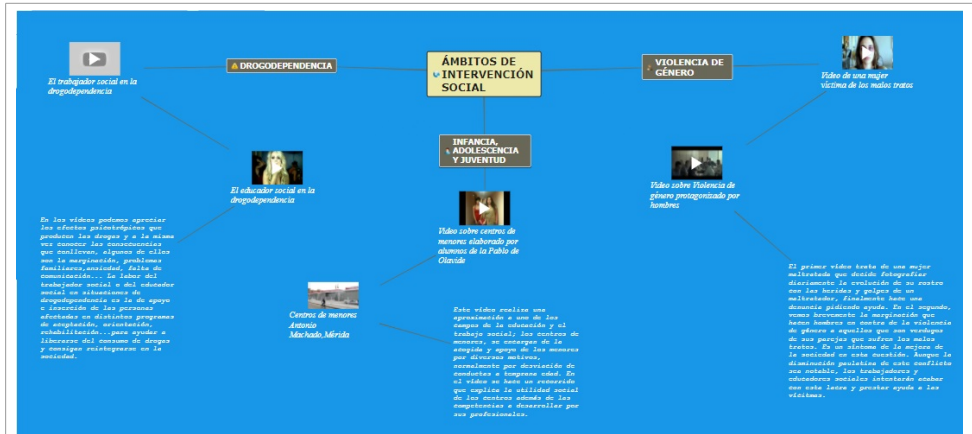 ÁMBITOS DE
INTERVENCIÓN
SOCIAL
DROGODEPENDENCIA
El trabajador social en la
drogodependencia
El educador social en la
drogodependencia
En los vídeos podemos apreciar
los efectos psicotrópicos que
producen las drogas y a la misma
vez conocer las consecuencias
que conllevan, algunos de ellos
son la marginación, problemas
familiares,ansiedad, falta de
comunicación... La labor del
trabajador social o del educador
social en situaciones de
drogodependencia es la de apoyo
e inserción de las personas
afectadas en distintos programas
de adaptación, orientación,
rehabilitación...para ayudar a
liberarse del consumo de drogas
y consigan reintegrarse en la
sociedad.
INFANCIA,
ADOLESCENCIA
Y JUVENTUD
Video sobre centros de
menores elaborado por
alumnos de la Pablo de
Olavide
Centros de menores
Antonio
Machado,Mérida
Este video realiza una
aproximación a uno de los
campos de la educación y el
trabajo social; los centros de
menores, se encargan de la
acogida y apoyo de los menores
por diversos motivos,
normalmente por desviación de
conductas a temprana edad. En
el vídeo se hace un recorrido
que explica la utilidad social
de los centros además de las
competencias a desarrollar por
sus profesionales.
VIOLENCIA DE
GÉNERO
Video de una mujer
víctima de los malos tratos
Video sobre Violencia de
género protagonizado por
hombres
El primer video trata de una mujer
maltratada que decide fotografiar
diariamente la evolución de su rostro
con las heridas y golpes de un
maltratador, finalmente hace una
denuncia pidiendo ayuda. En el segundo,
vemos brevemente la marginación que
hacen hombres en contra de la violencia
de género a aquellos que son verdugos
de sus parejas que sufren los malos
tratos. Es un síntoma de la mejora de
la sociedad en esta cuestión. Aunque la
disminución paulatina de este conflicto
sea notable, los trabajadores y
educadores sociales intentarán acabar
con esta lacra y prestar ayuda a las
víctimas.